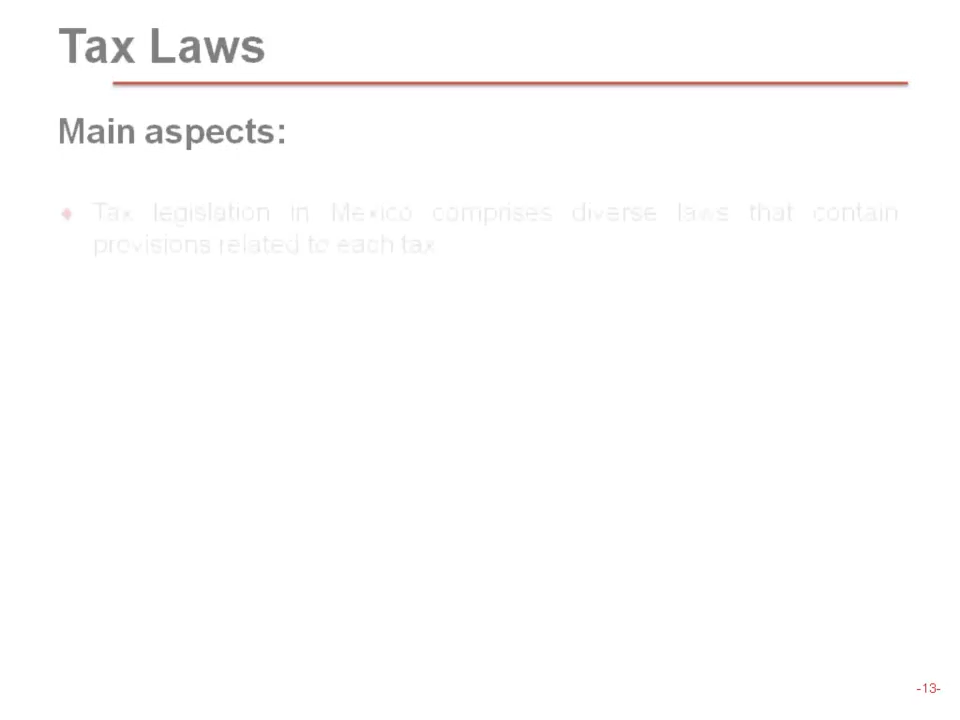 Tax Laws
Main aspects:
Tax legislation in Mexico comprises diverse laws that contain
provisions related to each tax
-13-